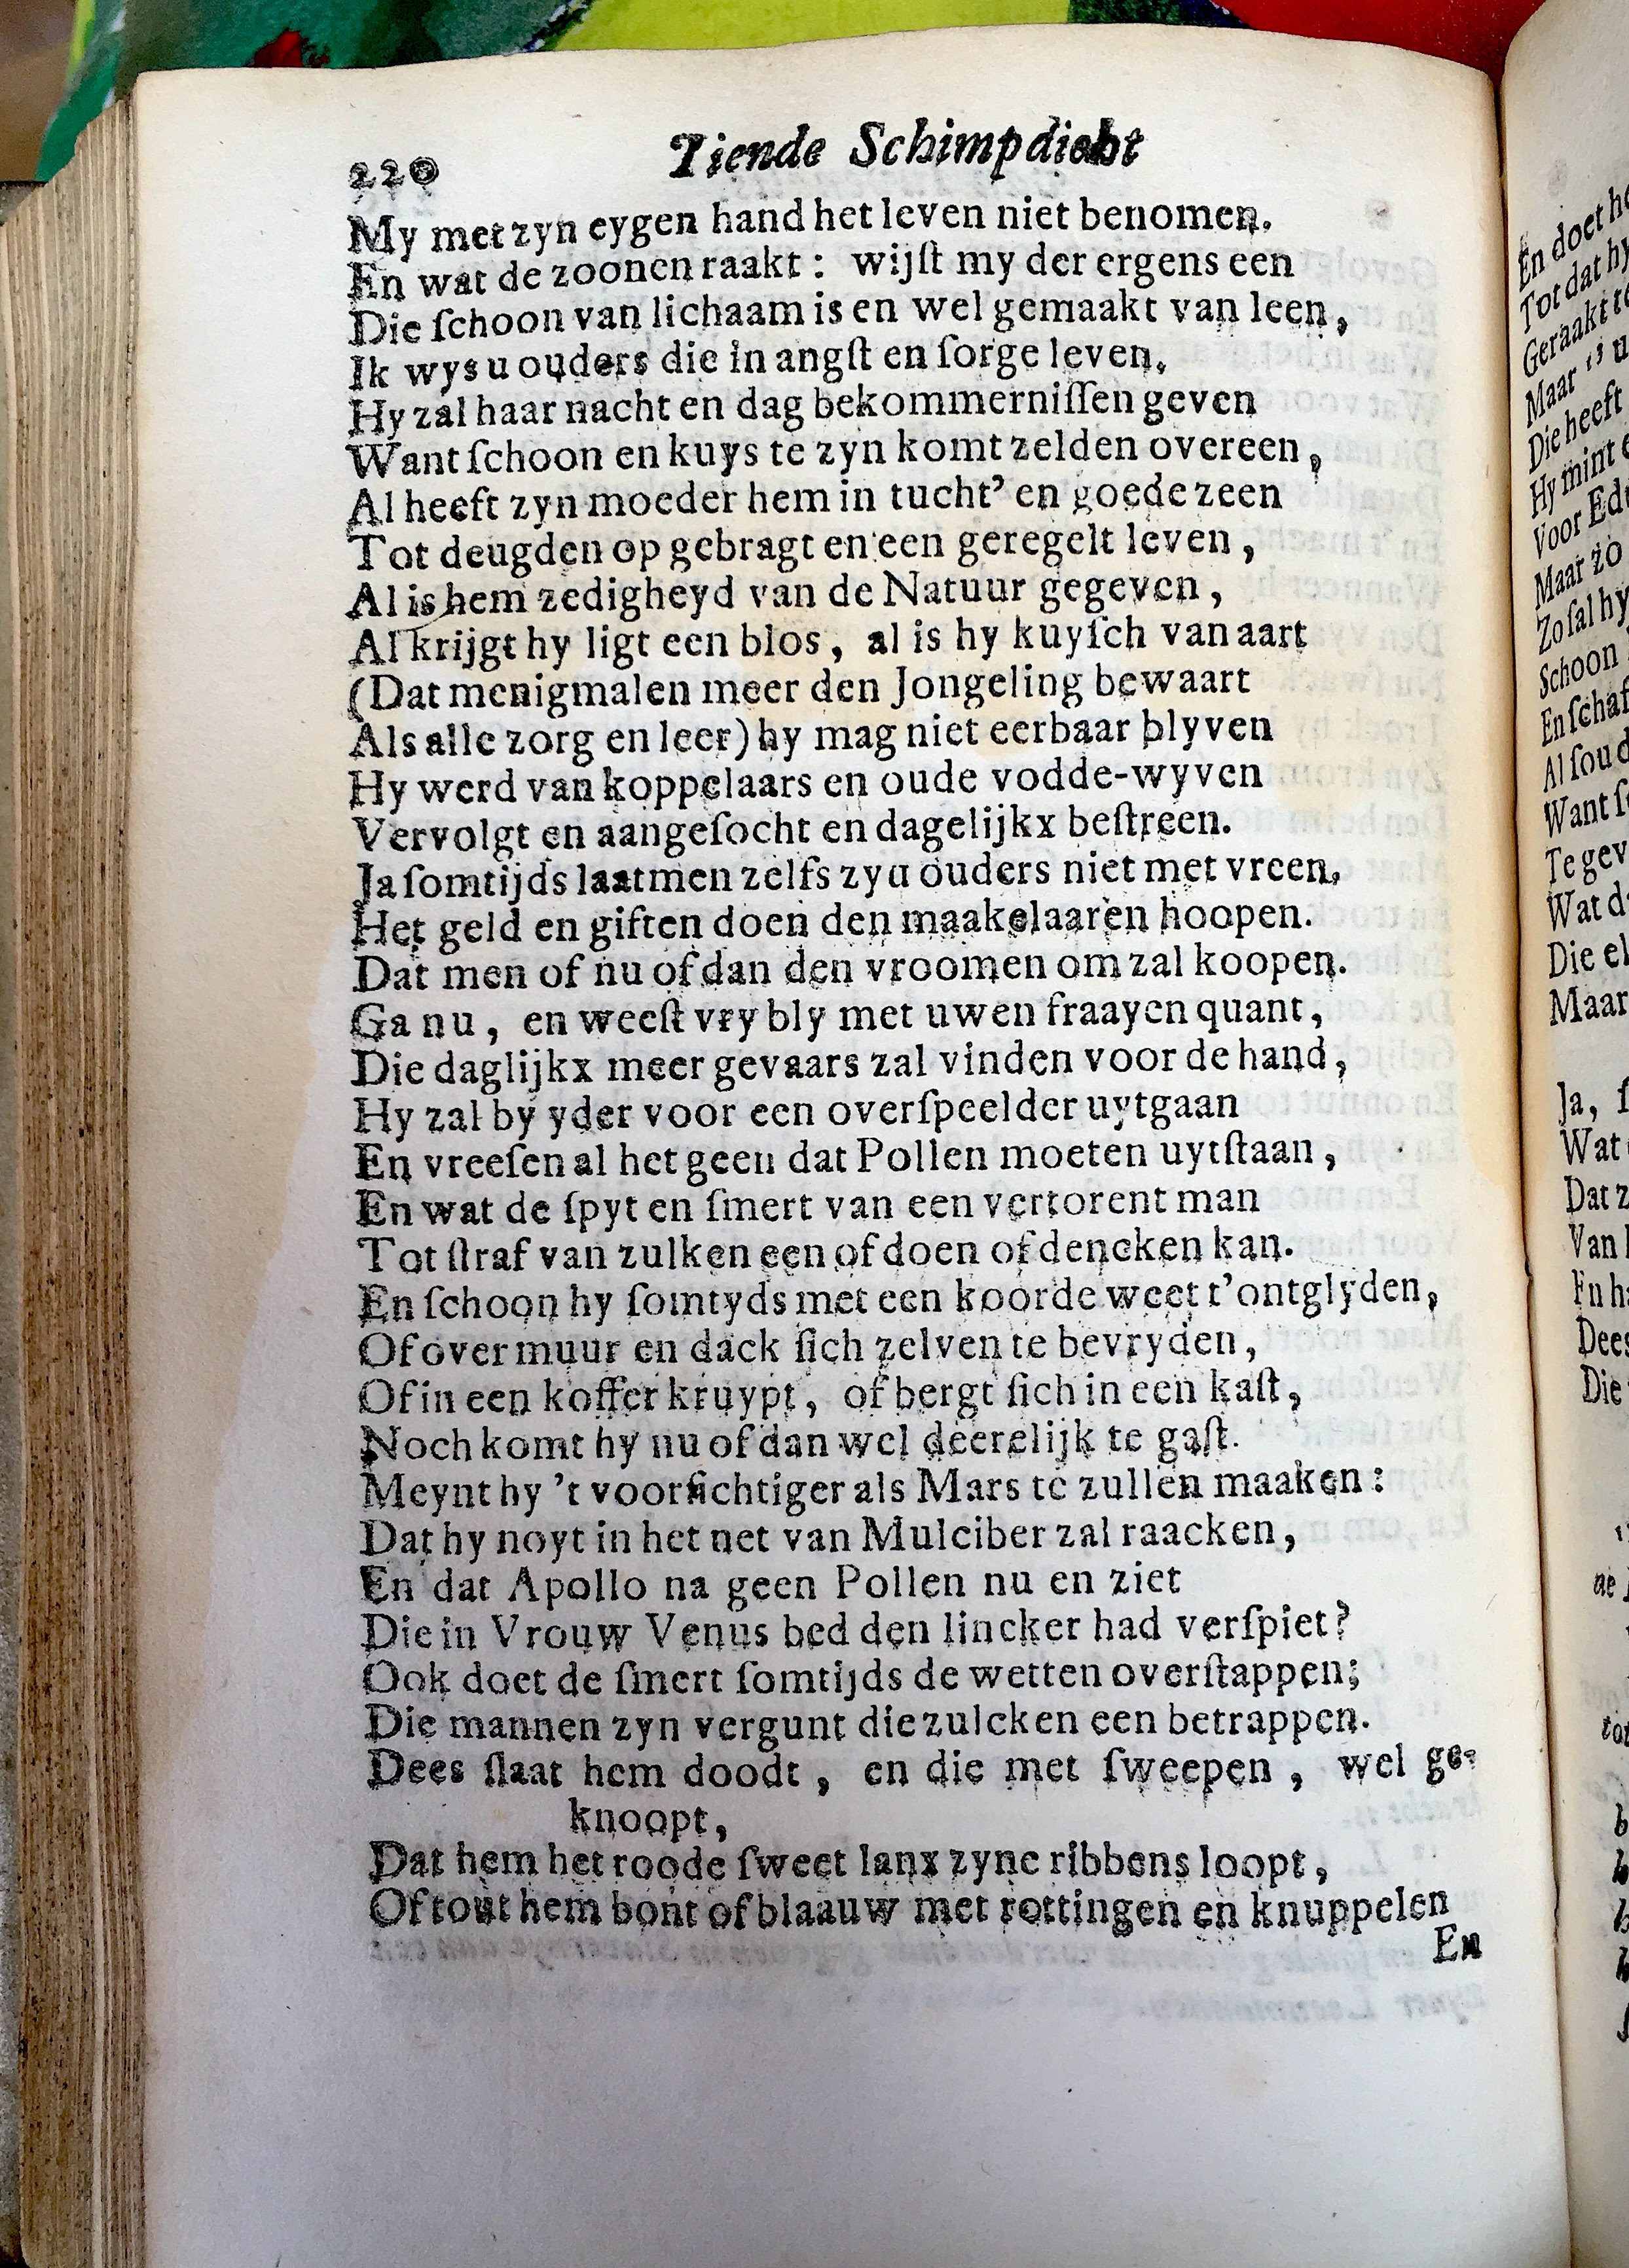 220 Tiende Schimpdicht
My met zyn eygen hand het leven niet benomen.
En wat de zoonen raakt: wijſt my der ergens een
Die ſchoon van lichaam is en wel gemaakt van leen,
Ik wys u ouders die in angſt en ſorge leven.
Hy zal haar nacht en dag bekommerniſſen geven
Want ſchoon en kuys te zyn komt zelden overeen,
Al heeft zyn moeder hem in tucht' en goede zeen
Tot deugden op gebragt en een geregelt leven,
Al is hem zedigheyd van de Natuur gegeven,
Al krijgt hy ligt een blos, al is hy kuyſch van aart
(Dat menigmalen meer den Jongeling bewaart
Als alle zorg en leer) hy mag niet eerbaar blyven
Hy werd van koppelaars en oude vodde-wyven
Vervolgt en aangeſocht en dagelijkx beſtreen.
Ja ſomtijds laatmen zelfs zyn ouders niet met vreen.
Het geld en giften doen den maakelaaren hoopen.
Dat men of nu of dan den vroomen om zal koopen.
Ga nu, en weeſt vry bly met uwen fraayen quant,
Die daglijkx meer gevaars zal vinden voor de hand,
Hy zal by yder voor een overſpeelder uytgaan
En vreeſen al het geen dat Pollen moeten uytſtaan,
En wat de ſpyt en ſmert van een vertorent man
Tot ſtraf van zulken een of doen of dencken kan.
En ſchoon hy ſomtyds met een koorde weet t'ontglyden,
Of over muur en dack ſich zelven te bevryden,
Of in een koffer kruypt, of bergt ſich in een kaſt,
Noch komt hy nu of dan wel deerelijk te gaſt.
Meynt hy 't voorſichtiger als Mars te zullen maaken:
Dat hy noyt in het net van Mulciber zal raacken,
En dat Apollo na geen Pollen nu en ziet
Die in Vrouw Venus bed den lincker had verſpiet?
Ook doet de ſmert ſomtijds de wetten overſtappen;
Die mannen zyn vergunt die zulcken een betrappen.
Dees ſlaat hem doodt, en die met ſweepen, wel ge-
knoopt,
Dat hem het roode ſweet lanx zyne ribbens loopt,
Of tout hem bont of blaauw met rottingen en knuppelen
En